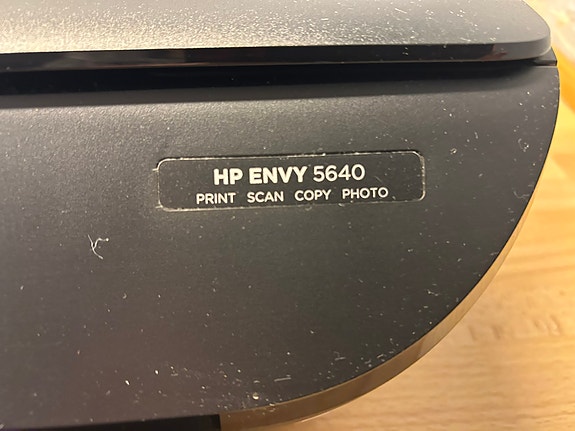 HP ENVY 5640
PRINT SCAN COPY PHOTO